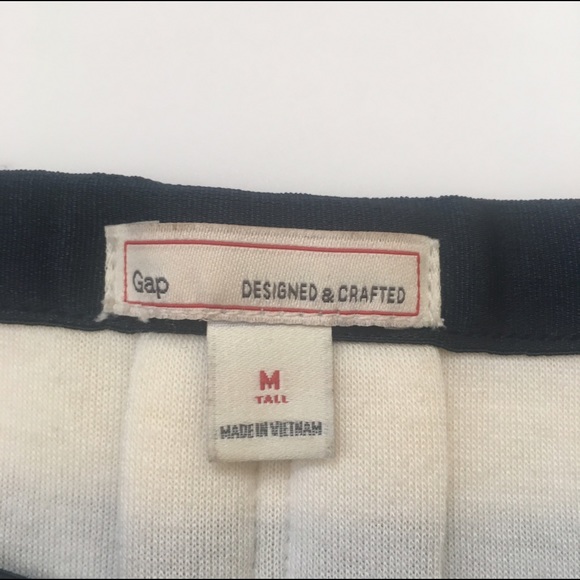 Gap DESIGNED & CRAFTED
M
TALL
MADE IN VIETNAM